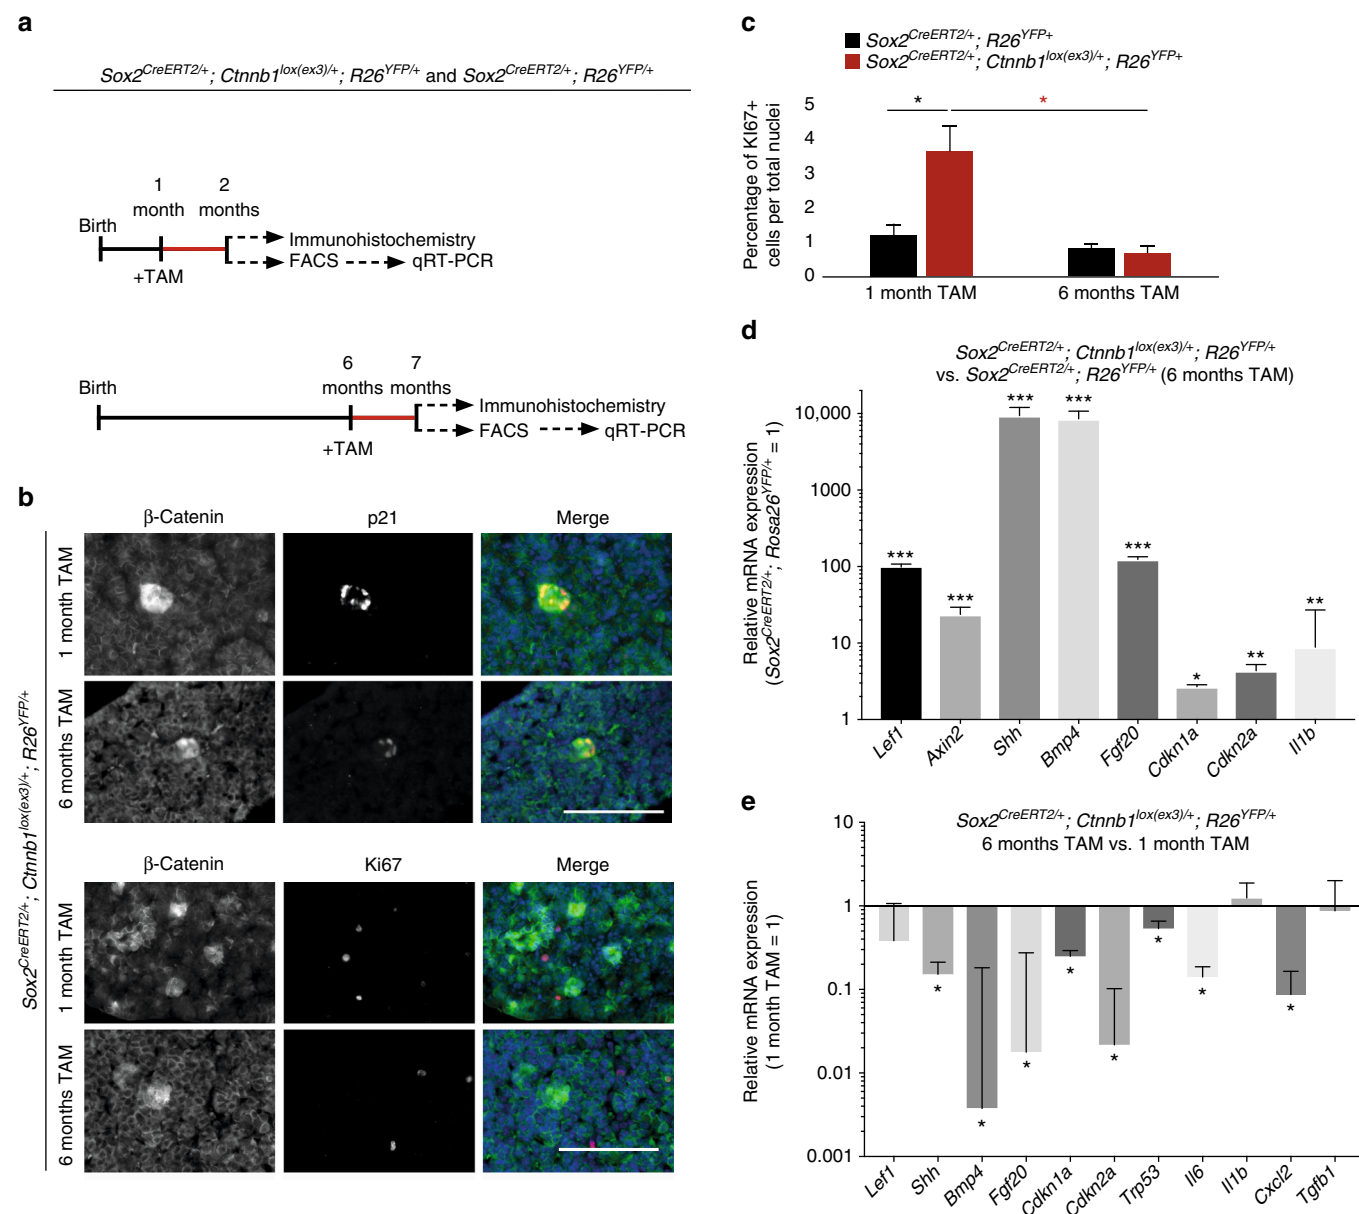 a
Sox2CreERT2/+; Ctnnb1lox(ex3)/+; R26YFP/+ and Sox2CreERT2/+; R26YFP/+
1 month
2 months
Birth
+TAM
Immunohistochemistry
FACS
qRT-PCR
6 months
7 months
Birth
+TAM
Immunohistochemistry
FACS
qRT-PCR
b
Sox2CreERT2/+; Ctnnb1lox(ex3)/+; R26YFP/+
β-Catenin
p21
Merge
1 month TAM
6 months TAM
β-Catenin
Ki67
Merge
1 month TAM
6 months TAM
c
Sox2CreERT2/+; R26YFP+
Sox2CreERT2/+; Ctnnb1lox(ex3)/+; R26YFP+
Percentage of KI67+
cells per total nuclei
5
4
3
2
1
0
*
*
1 month TAM
6 months TAM
d
Sox2CreERT2/+; Ctnnb1lox(ex3)/+; R26YFP/+
vs. Sox2CreERT2/+; R26YFP/+ (6 months TAM)
Relative mRNA expression
(Sox2CreERT2/+; Rosa26YFP/+ = 1)
10,000
1000
100
10
1
***
***
***
***
***
*
**
**
Lef1
Axin2
Shh
Bmp4
Fgf20
Cdkn1a
Cdkn2a
Il1b
e
Sox2CreERT2/+; Ctnnb1lox(ex3)/+; R26YFP/+
6 months TAM vs. 1 month TAM
Relative mRNA expression
(1 month TAM = 1)
10
1
0.1
0.01
0.001
*
*
*
*
*
*
*
*
Lef1
Shh
Bmp4
Fgf20
Cdkn1a
Cdkn2a
Trp53
Il6
Il1b
Cxcl2
Tgfb1